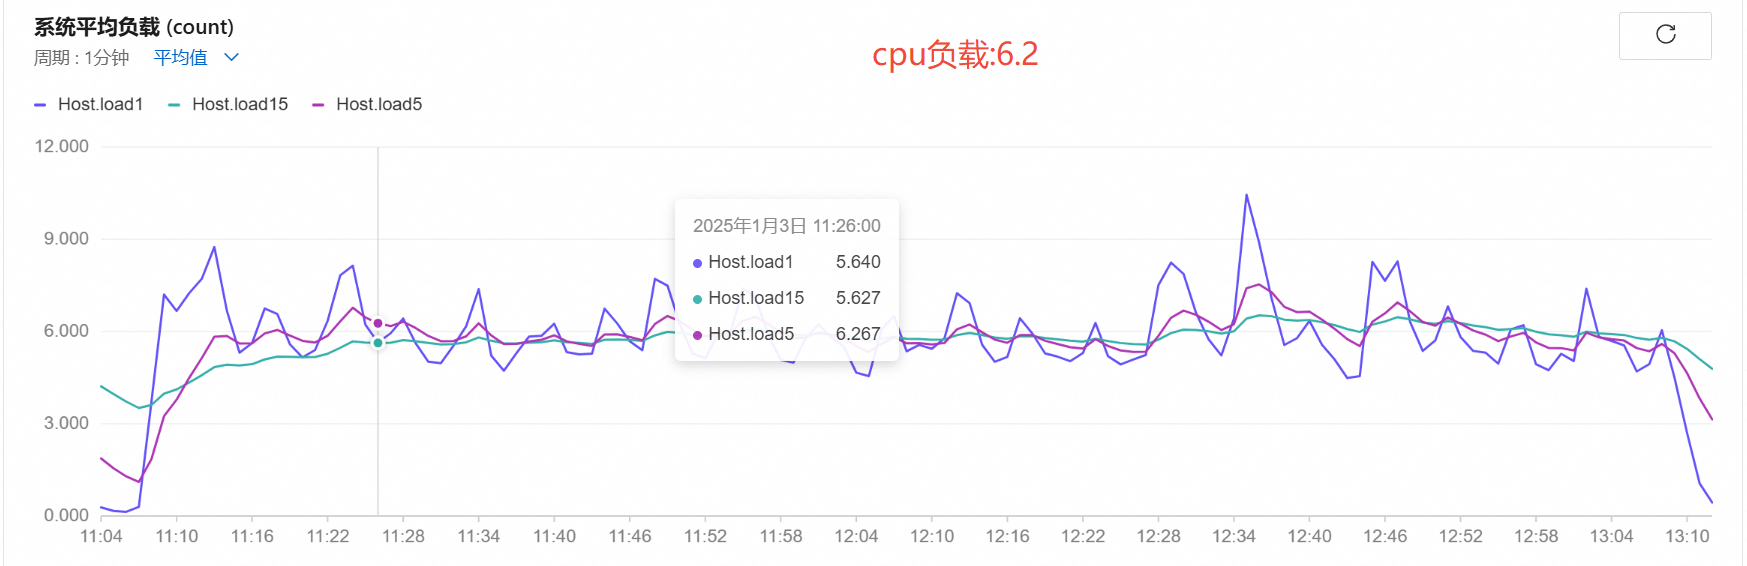 系统平均负载 (count)
周期 : 1分钟 平均值
cpu负载:6.2
Host.load1 Host.load15 Host.load5
12.000
9.000
6.000
3.000
0.000
2025年1月3日 11:26:00
Host.load1 5.640
Host.load15 5.627
Host.load5 6.267
11:04 11:10 11:16 11:22 11:28 11:34 11:40 11:46 11:52 11:58 12:04 12:10 12:16 12:22 12:28 12:34 12:40 12:46 12:52 12:58 13:04 13:10